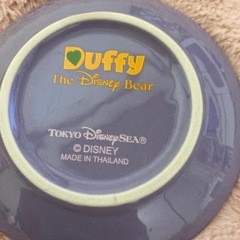 Duffy
The Disney Bear
TOKYO DisneySEA®
© DISNEY
MADE IN THAILAND